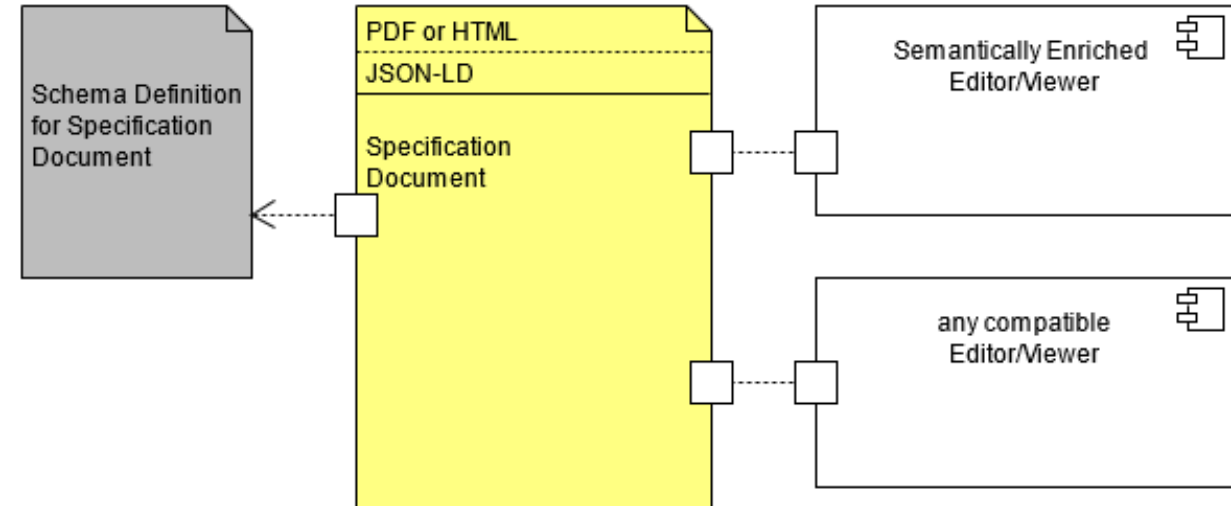 Schema Definition
for Specification
Document
PDF or HTML
JSON-LD
Specification
Document
Semantically Enriched
Editor/Viewer
any compatible
Editor/Viewer